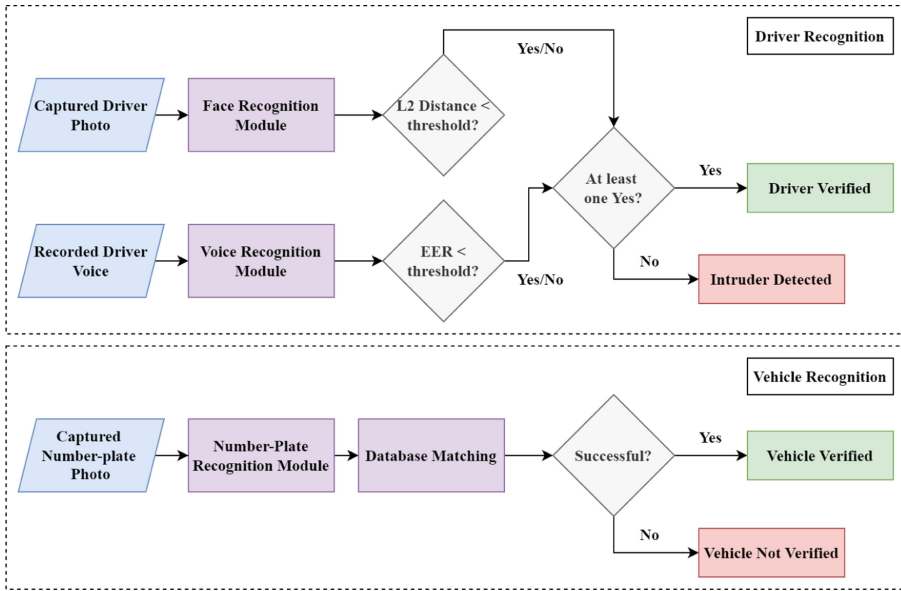 Driver Recognition
Captured Driver
Photo
Face Recognition
Module
L2 Distance <
threshold?
Yes/No
At least
one Yes?
Yes
Driver Verified
Recorded Driver
Voice
Voice Recognition
Module
EER <
threshold?
Yes/No
No
Intruder Detected
Vehicle Recognition
Captured
Number-plate
Photo
Number-Plate
Recognition Module
Database Matching
Successful?
Yes
Vehicle Verified
No
Vehicle Not Verified